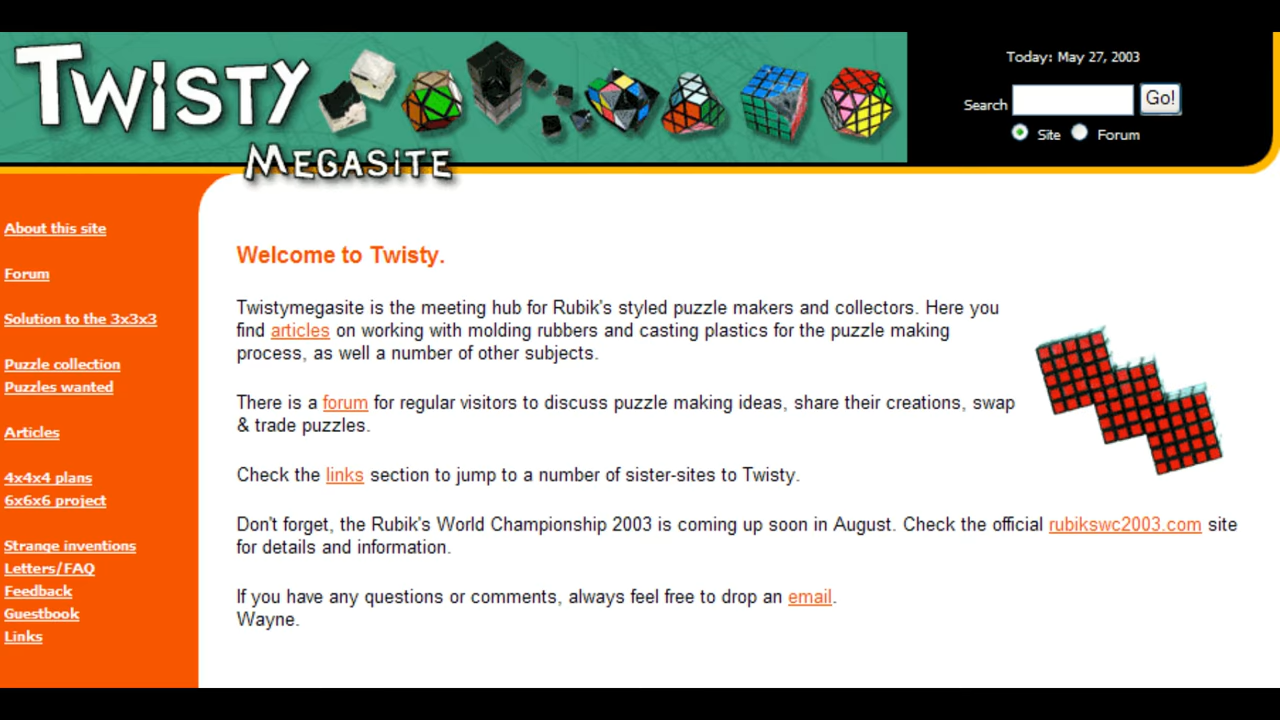 TWISTY
MEGASITE
Today: May 27, 2003
Search
Go!
Site
Forum
About this site
Forum
Solution to the 3x3x3
Puzzle collection
Puzzles wanted
Articles
4x4x4 plans
6x6x6 project
Strange inventions
Letters/FAQ
Feedback
Guestbook
Links
Welcome to Twisty.
Twistymegasite is the meeting hub for Rubik's styled puzzle makers and collectors. Here you
find articles on working with molding rubbers and casting plastics for the puzzle making
process, as well a number of other subjects.
There is a forum for regular visitors to discuss puzzle making ideas, share their creations, swap
& trade puzzles.
Check the links section to jump to a number of sister-sites to Twisty.
Don't forget, the Rubik's World Championship 2003 is coming up soon in August. Check the official rubikswc2003.com site
for details and information.
If you have any questions or comments, always feel free to drop an email.
Wayne.